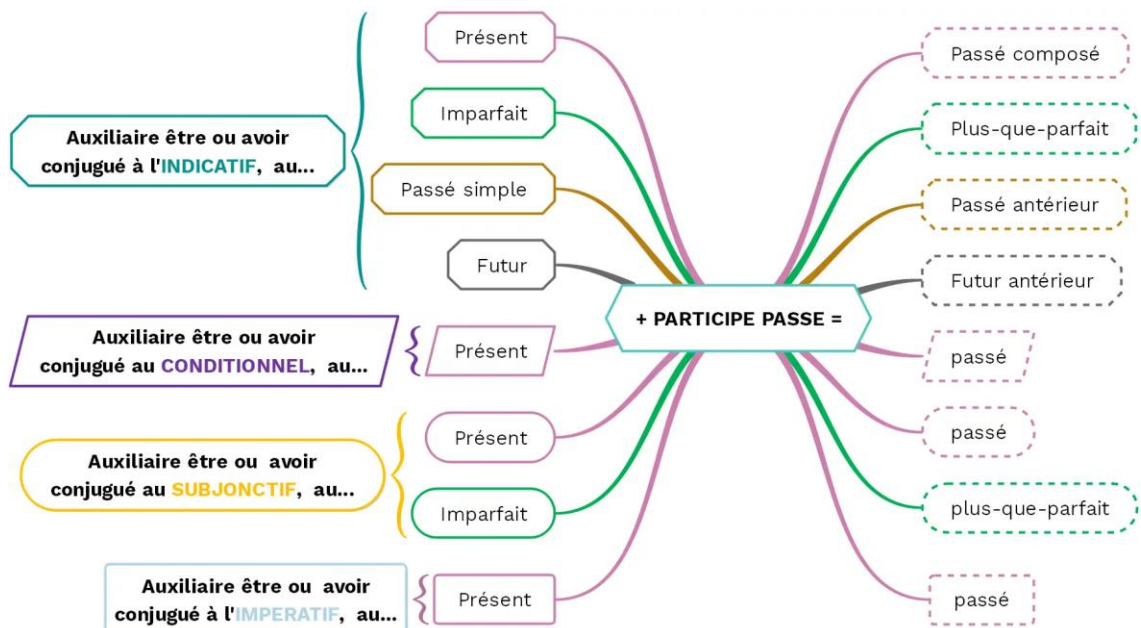 Auxiliaire être ou avoir
conjugué à l'INDICATIF, au...
Présent
Imparfait
Passé simple
Futur
Auxiliaire être ou avoir
conjugué au CONDITIONNEL, au...
Présent
Auxiliaire être ou avoir
conjugué au SUBJONCTIF, au...
Présent
Imparfait
Auxiliaire être ou avoir
conjugué à l'IMPERATIF, au...
Présent
+ PARTICIPE PASSE =
Passé composé
Plus-que-parfait
Passé antérieur
Futur antérieur
passé
passé
plus-que-parfait
passé